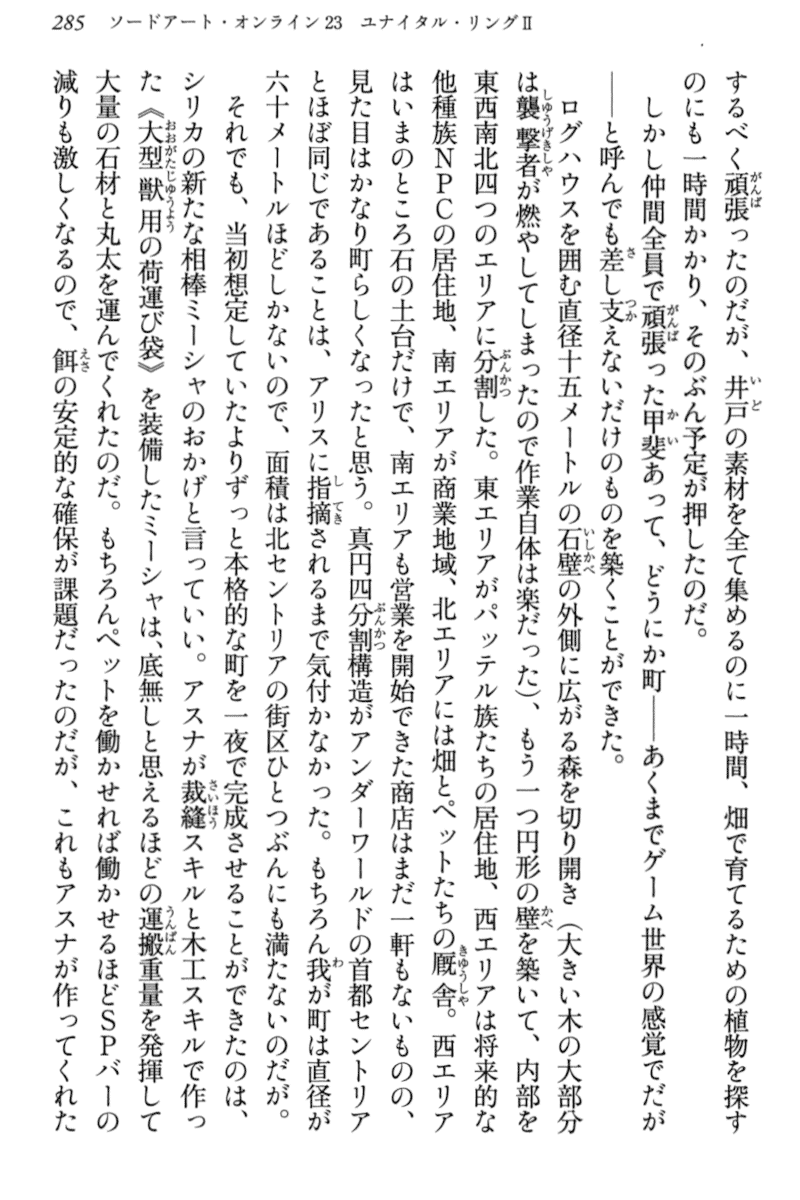 285　ソードアート・オンライン23　ユナイタル・リングⅡ
するべく頑張ったのだが、井戸の素材を全て集めるのに一時間、畑で育てるための植物を探す
のにも一時間かかり、そのぶん予定が押したのだ。
　しかし仲間全員で頑張った甲斐あって、どうにか町——あくまでゲーム世界の感覚でだが
——と呼んでも差し支えないだけのものを築くことができた。
　ログハウスを囲む直径十五メートルの石壁の外側に広がる森を切り開き（大きい木の大部分
は襲撃者が燃やしてしまったので作業自体は楽だった）、もう一つ円形の壁を築いて、内部を
東西南北四つのエリアに分割した。東エリアがパッテル族たちの居住地、西エリアは将来的な
他種族NPCの居住地、南エリアが商業地域、北エリアには畑とペットたちの厩舎。西エリア
はいまのところ石の土台だけで、南エリアも営業を開始できた商店はまだ一軒もないものの、
見た目はかなり町らしくなったと思う。真円四分割構造がアンダーワールドの首都セントリア
とほぼ同じであることは、アリスに指摘されるまで気付かなかった。もちろん我が町は直径が
六十メートルほどしかないので、面積は北セントリアの街区ひとつぶんにも満たないのだが。
　それでも、当初想定していたよりずっと本格的な町を一夜で完成させることができたのは、
シリカの新たな相棒ミーシャのおかげと言っていい。アスナが裁縫スキルと木工スキルで作っ
た《大型獣用の荷運び袋》を装備したミーシャは、底無しと思えるほどの運搬重量を発揮して
大量の石材と丸太を運んでくれたのだ。もちろんペットを働かせれば働かせるほどSPバーの
減りも激しくなるので、餌の安定的な確保が課題だったのだが、これもアスナが作ってくれた